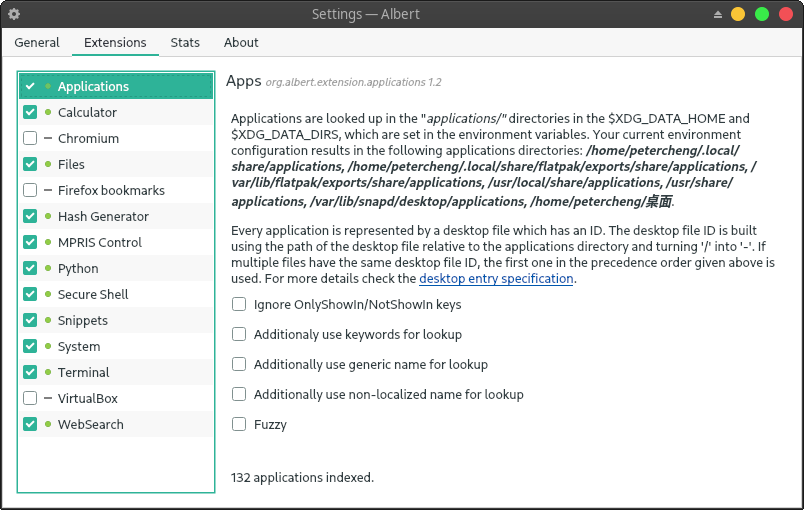 Settings — Albert
General Extensions Stats About
Applications
Calculator
Chromium
Files
Firefox bookmarks
Hash Generator
MPRIS Control
Python
Secure Shell
Snippets
System
Terminal
VirtualBox
WebSearch
Apps org.albert.extension.applications 1.2
Applications are looked up in the "applications/" directories in the $XDG_DATA_HOME and
$XDG_DATA_DIRS, which are set in the environment variables. Your current environment
configuration results in the following applications directories: /home/petercheng/.local/
share/applications, /home/petercheng/.local/share/flatpak/exports/share/applications, /
var/lib/flatpak/exports/share/applications, /usr/local/share/applications, /usr/share/
applications, /var/lib/snapd/desktop/applications, /home/petercheng/桌面.
Every application is represented by a desktop file which has an ID. The desktop file ID is built
using the path of the desktop file relative to the applications directory and turning '/' into '-'. If
multiple files have the same desktop file ID, the first one in the precedence order given above is
used. For more details check the desktop entry specification.
Ignore OnlyShowIn/NotShowIn keys
Additionaly use keywords for lookup
Additionally use generic name for lookup
Additionally use non-localized name for lookup
Fuzzy
132 applications indexed.